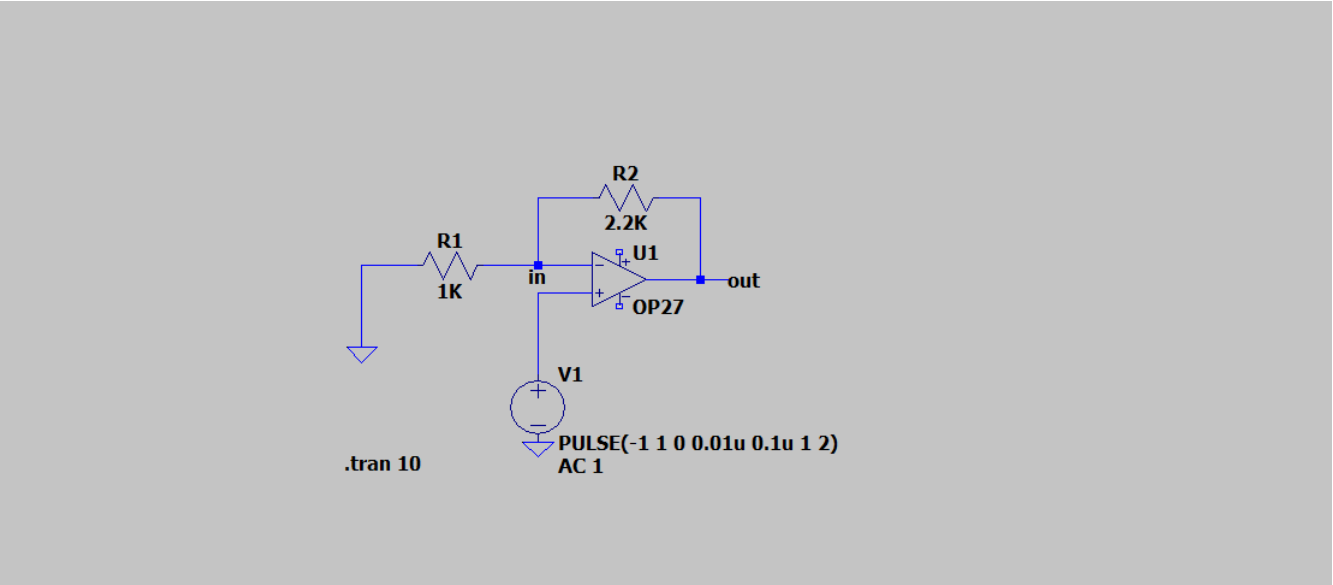 R2
2.2K
R1
1K
in
U1
OP27
out
V1
PULSE(-1 1 0 0.01u 0.1u 1 2)
AC 1
.tran 10